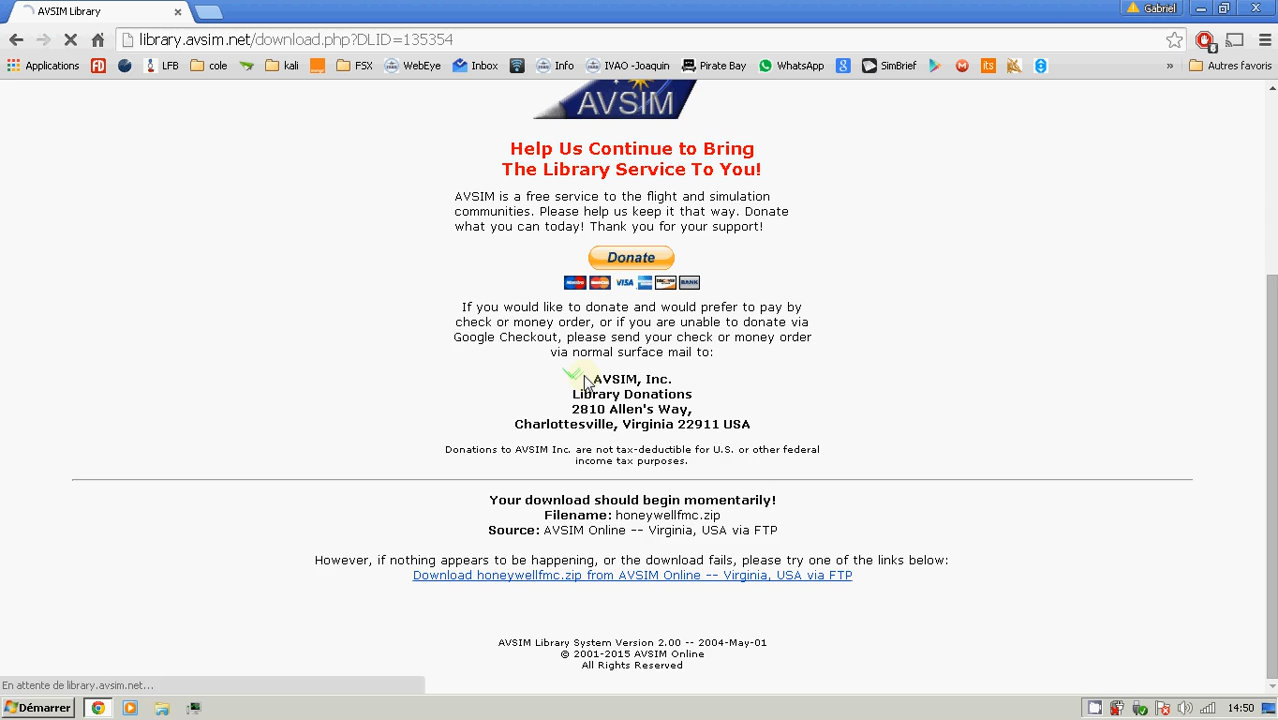 AVSIM Library
Gabriel
library.avsim.net/download.php?DLID=135354
Applications FD LFB cole kali FSX WebEye Inbox Info IVAO -Joaquin Pirate Bay WhatsApp 8 SimBrief M its » Autres favoris
AVSIM
Help Us Continue to Bring
The Library Service To You!
AVSIM is a free service to the flight and simulation
communities. Please help us keep it that way. Donate
what you can today! Thank you for your support!
Donate
VISA BANK
If you would like to donate and would prefer to pay by
check or money order, or if you are unable to donate via
Google Checkout, please send your check or money order
via normal surface mail to:
AVSIM, Inc.
Library Donations
2810 Allen's Way,
Charlottesville, Virginia 22911 USA
Donations to AVSIM Inc. are not tax-deductible for U.S. or other federal
income tax purposes.
Your download should begin momentarily!
Filename: honeywellfmc.zip
Source: AVSIM Online -- Virginia, USA via FTP
However, if nothing appears to be happening, or the download fails, please try one of the links below:
Download honeywellfmc.zip from AVSIM Online -- Virginia, USA via FTP
AVSIM Library System Version 2.00 -- 2004-May-01
© 2001-2015 AVSIM Online
All Rights Reserved
En attente de library.avsim.net...
Démarrer
14:50